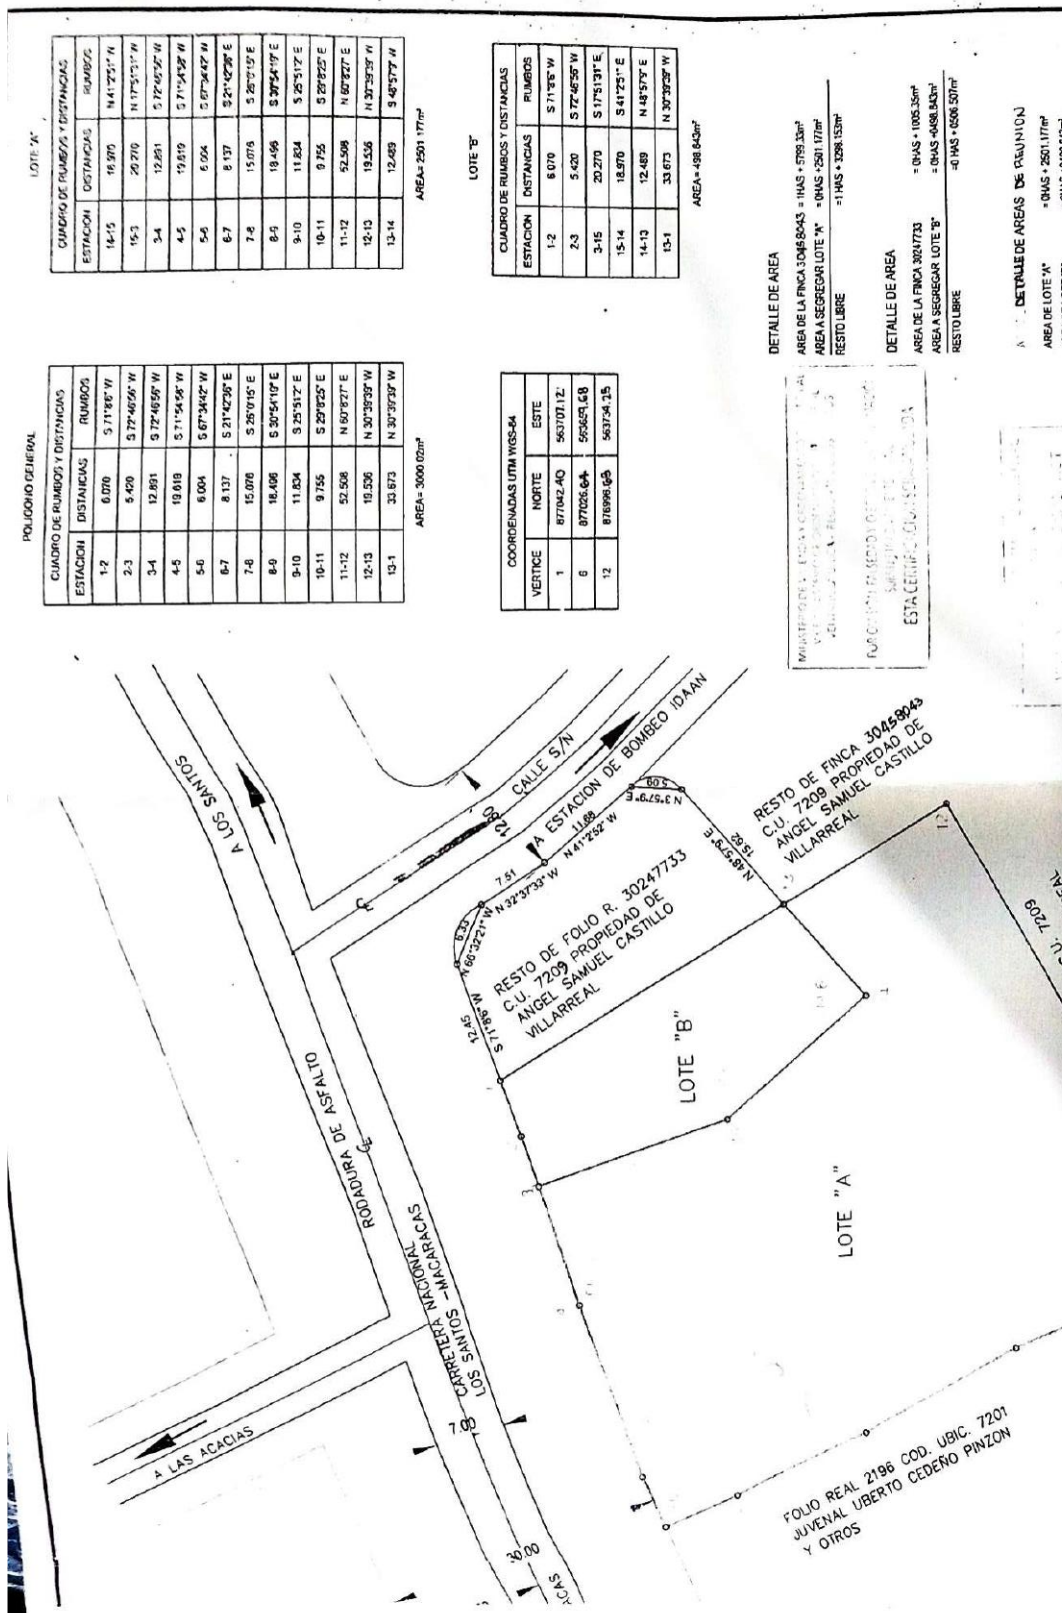 POLIGONO GENERAL
CUADRO DE RUMBOS Y DISTANCIAS
ESTACION DISTANCIAS RUMBOS
1-2 6.070 S 71°8'6" W
2-3 5.420 S 72°46'56" W
3-4 12.891 S 72°46'56" W
4-5 19.619 S 71°54'56" W
5-6 6.004 S 67°34'42" W
6-7 8.137 S 21°42'36" E
7-8 15.076 S 26°0'15" E
8-9 18.496 S 30°54'19" E
9-10 11.834 S 25°51'2" E
10-11 9.755 S 29°8'25" E
11-12 52.508 N 60°8'27" E
12-13 19.536 N 30°39'39" W
13-1 33.673 N 30°39'39" W
AREA= 3000.02m²
LOTE "A"
CUADRO DE RUMBOS Y DISTANCIAS
ESTACION DISTANCIAS RUMBOS
14-15 18.970 N 41°2'51" W
15-3 20.270 N 17°51'31" W
3-4 12.891 S 72°46'56" W
4-5 19.619 S 71°54'56" W
5-6 6.004 S 67°34'42" W
6-7 8.137 S 21°42'36" E
7-8 15.076 S 26°0'15" E
8-9 18.496 S 30°54'19" E
9-10 11.834 S 25°51'2" E
10-11 9.755 S 29°8'25" E
11-12 52.508 N 60°8'27" E
12-13 19.536 N 30°39'39" W
13-14 12.489 S 48°57'9" W
AREA= 2501.177m²
COORDENADAS UTM WGS-84
VERTICE NORTE ESTE
1 877042.40 563707.12
6 877026.64 563659.68
12 876998.68 563734.25
LOTE "B"
CUADRO DE RUMBOS Y DISTANCIAS
ESTACION DISTANCIAS RUMBOS
1-2 6.070 S 71°8'6" W
2-3 5.420 S 72°46'56" W
3-15 20.270 S 17°51'31" E
15-14 18.970 S 41°2'51" E
14-13 12.489 N 48°57'9" E
13-1 33.673 N 30°39'39" W
AREA= 498.843m²
DETALLE DE AREA
AREA DE LA FINCA 30458043 =1HAS +5799.33m²
AREA A SEGREGAR LOTE "A" =0HAS +2501.177m²
RESTO LIBRE =1HAS +3298.153m²
DETALLE DE AREA
AREA DE LA FINCA 30247733 =0HAS +1005.35m²
AREA A SEGREGAR LOTE "B" =0HAS +0498.843m²
RESTO LIBRE =0 HAS +0506.507m²
DETALLE DE AREAS DE REUNION
AREA DE LOTE "A" =0HAS +2501.177m²
ESTA CERTIFICACION
A LOS SANTOS
CALLE S/N
12.80
A ESTACION DE BOMBEO IDAAN
RODADURA DE ASFALTO
CARRETERA NACIONAL
LOS SANTOS -MACARACAS
7.00
30.00
A LAS ACACIAS
ACAS
12.45
S 71°8'6" W
6.33
N 60°32'21" W
7.51
N 32°37'33" W
11.68
N 41°2'52" W
5.09
N 3°57'9" E
15.62
N 48°57'9" E
RESTO DE FOLIO R. 30247733
C.U. 7209 PROPIEDAD DE
ANGEL SAMUEL CASTILLO
VILLARREAL
RESTO DE FINCA 30458043
C.U. 7209 PROPIEDAD DE
ANGEL SAMUEL CASTILLO
VILLARREAL
LOTE "B"
LOTE "A"
3
12
7209
C.U.
FOLIO REAL 2196 COD. UBIC. 7201
JUVENAL UBERTO CEDEÑO PINZON
Y OTROS